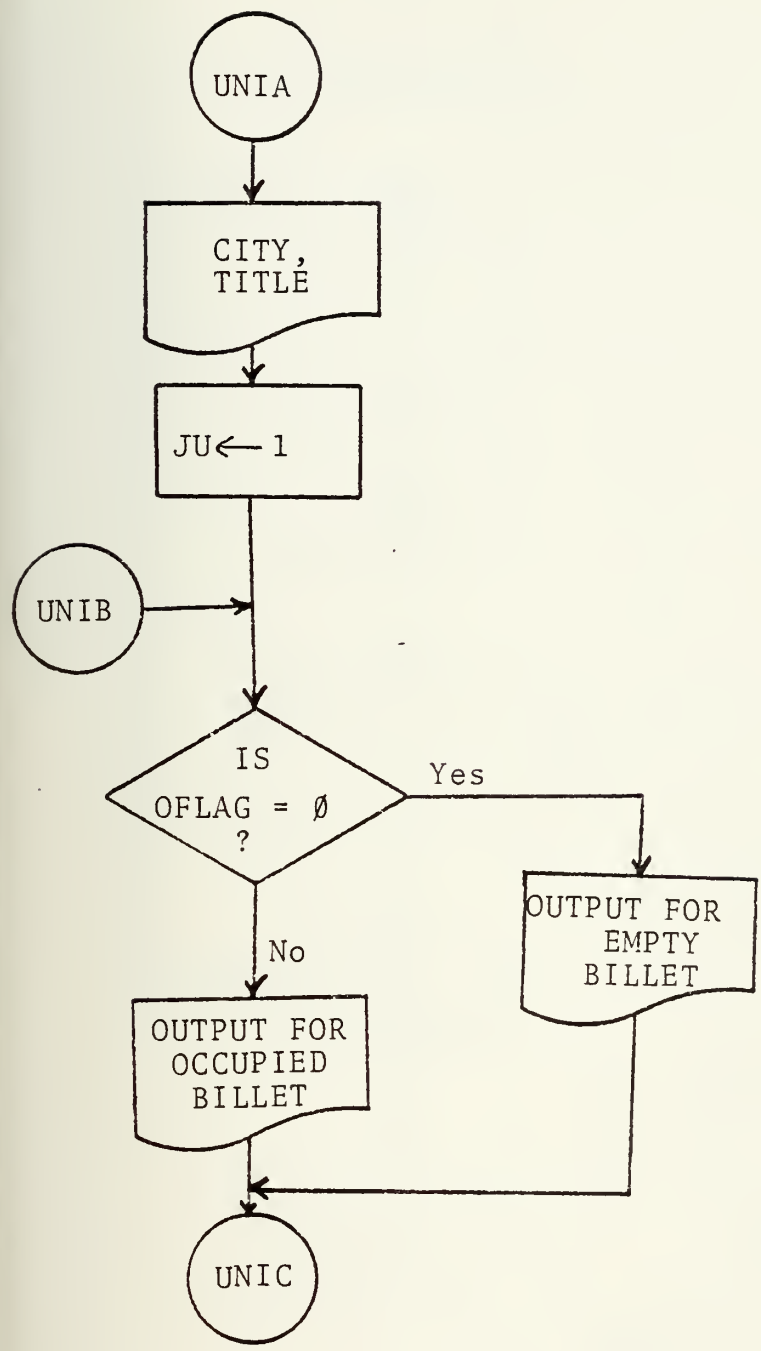 UNIA
CITY,
TITLE
JU← 1
UNIB
IS
OFLAG = Ø
?
Yes
No
OUTPUT FOR
EMPTY
BILLET
OUTPUT FOR
OCCUPIED
BILLET
UNIC